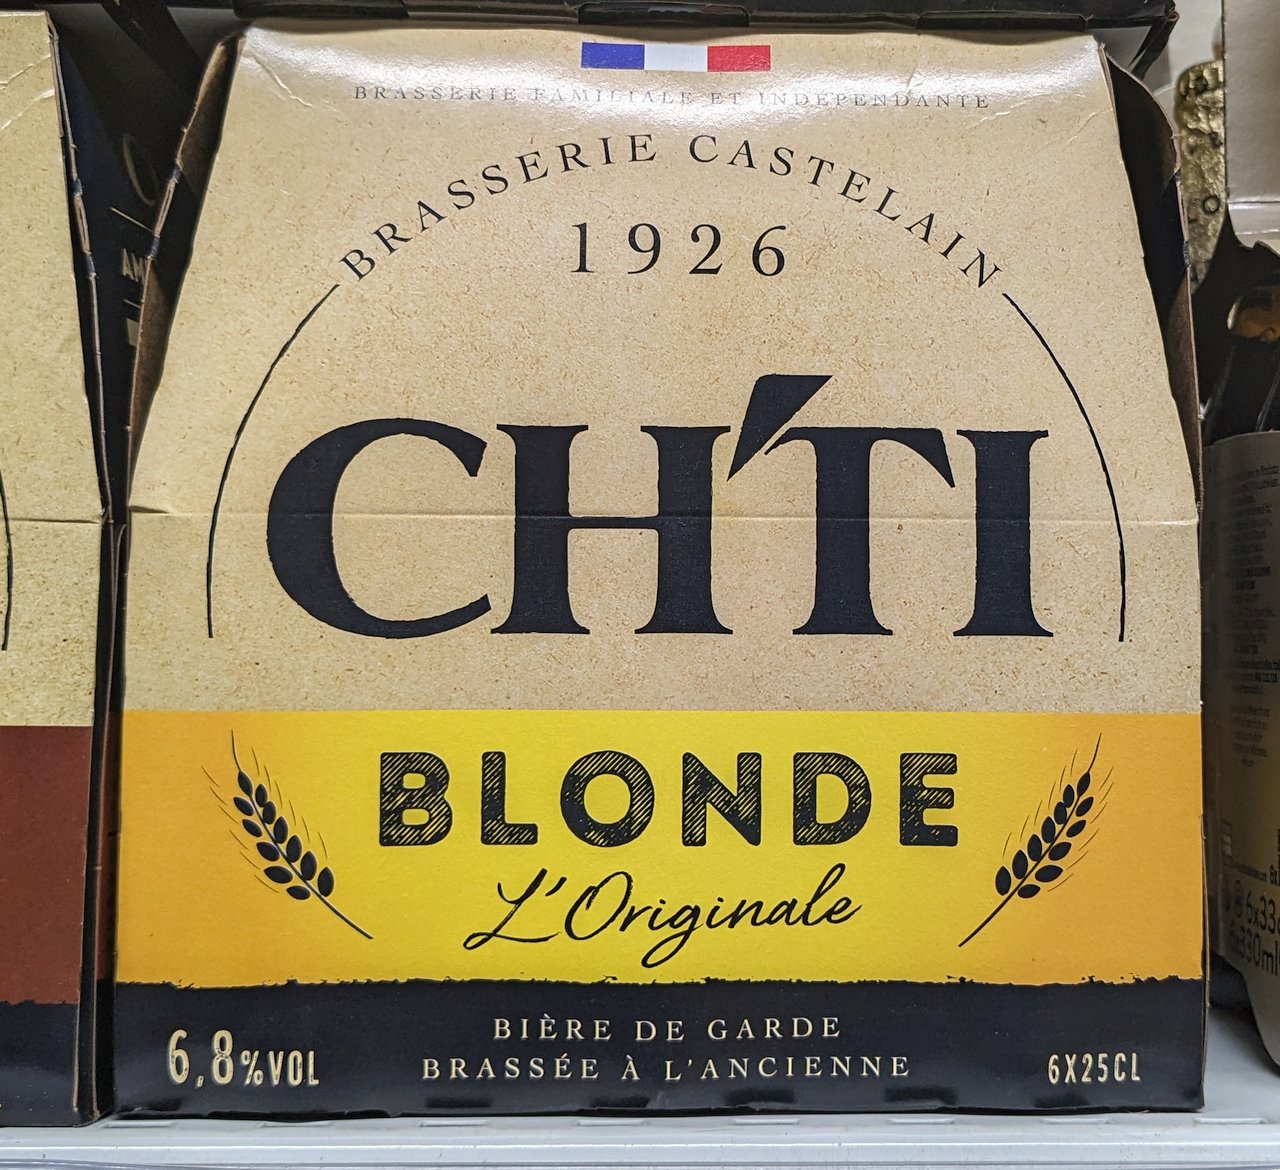 BRASSERIE FAMILIALE ET INDÉPENDANTE
BRASSERIE CASTELAIN
1926
CH'TI
BLONDE
L'Originale
BIÈRE DE GARDE
BRASSÉE À L'ANCIENNE
6,8%VOL
6X25CL